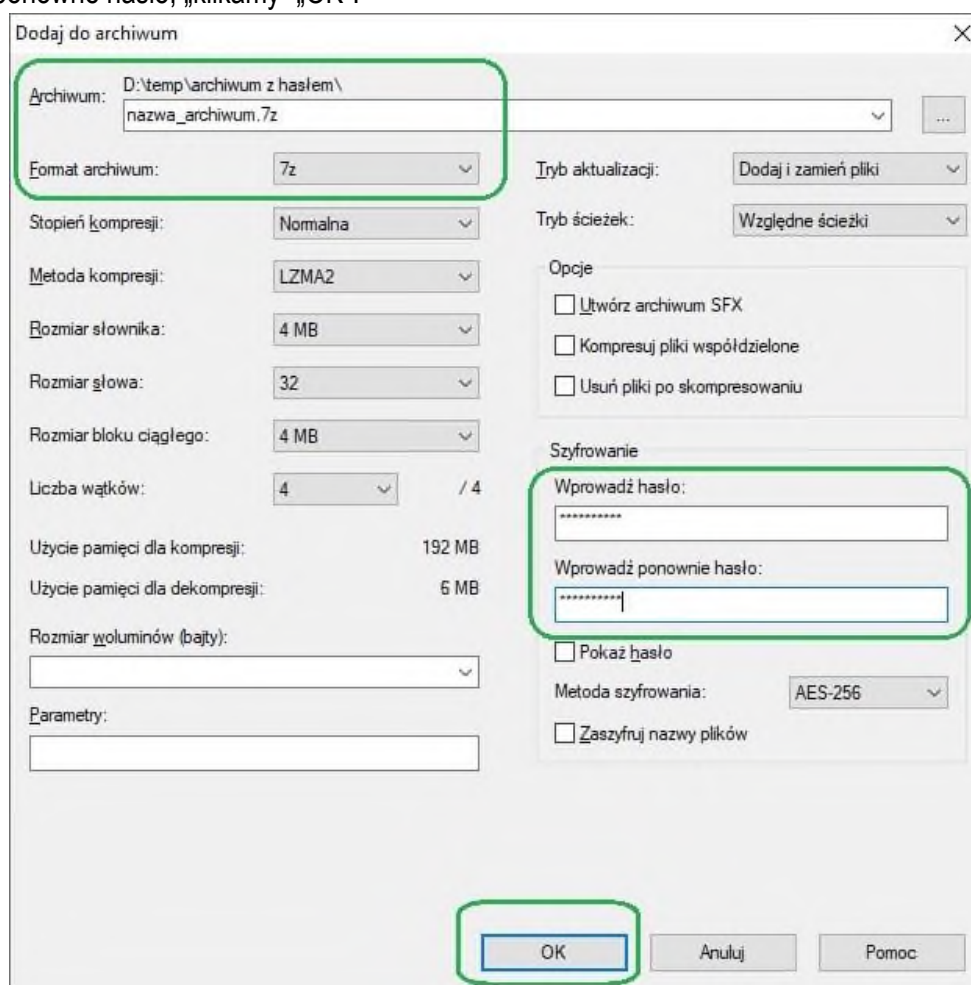 hasło, „klikamy" „OK".
Dodaj do archiwum
Archiwum: D:\temp\archiwum z hasłem\
nazwa_archiwum.7z ...
Format archiwum: 7z
Tryb aktualizacji: Dodaj i zamień pliki
Stopień kompresji: Normalna
Tryb ścieżek: Względne ścieżki
Metoda kompresji: LZMA2
Opcje
Utwórz archiwum SFX
Rozmiar słownika: 4 MB
Kompresuj pliki współdzielone
Rozmiar słowa: 32
Usuń pliki po skompresowaniu
Rozmiar bloku ciągłego: 4 MB
Szyfrowanie
Liczba wątków: 4 / 4
Wprowadź hasło:
**********
Użycie pamięci dla kompresji: 192 MB
Wprowadź ponownie hasło:
Użycie pamięci dla dekompresji: 6 MB
**********
Rozmiar woluminów (bajty):
Pokaż hasło
Metoda szyfrowania: AES-256
Parametry:
Zaszyfruj nazwy plików
OK Anuluj Pomoc